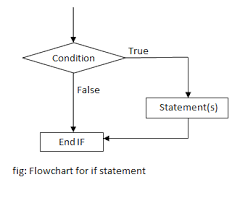 Condition
True
False
Statement(s)
End IF
fig: Flowchart for if statement